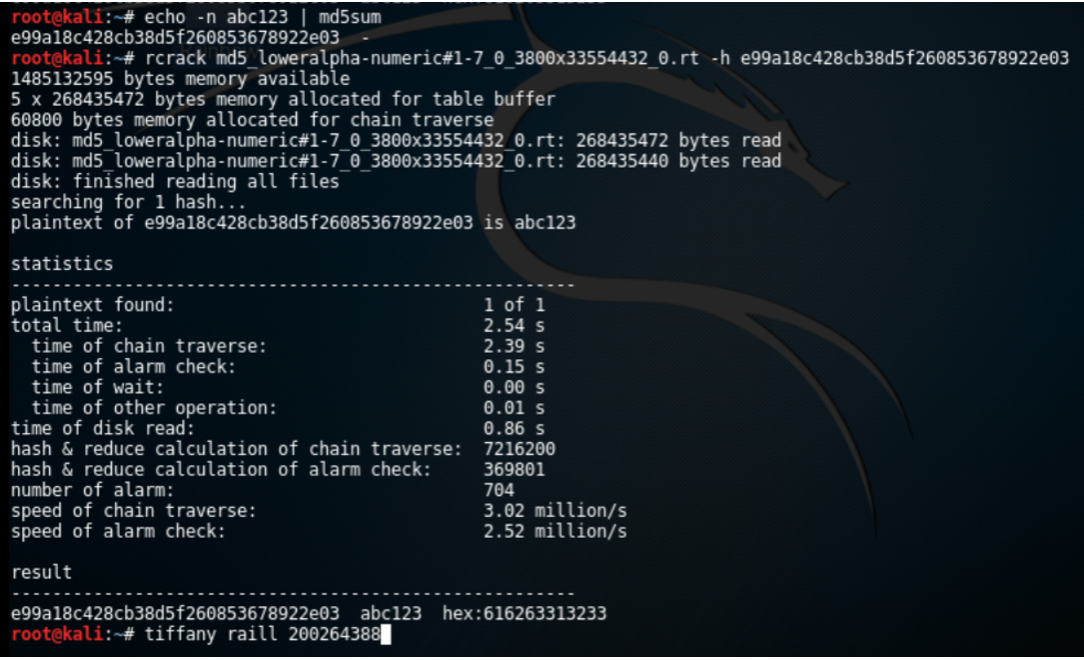 root@kali:~# echo -n abc123 | md5sum
e99a18c428cb38d5f260853678922e03  -
root@kali:~# rcrack md5_loweralpha-numeric#1-7_0_3800x33554432_0.rt -h e99a18c428cb38d5f260853678922e03
1485132595 bytes memory available
5 x 268435472 bytes memory allocated for table buffer
60800 bytes memory allocated for chain traverse
disk: md5_loweralpha-numeric#1-7_0_3800x33554432_0.rt: 268435472 bytes read
disk: md5_loweralpha-numeric#1-7_0_3800x33554432_0.rt: 268435440 bytes read
disk: finished reading all files
searching for 1 hash...
plaintext of e99a18c428cb38d5f260853678922e03 is abc123
statistics
-------------------------------------------------------
plaintext found:                              1 of 1
total time:                                   2.54 s
  time of chain traverse:                     2.39 s
  time of alarm check:                        0.15 s
  time of wait:                               0.00 s
  time of other operation:                    0.01 s
time of disk read:                            0.86 s
hash & reduce calculation of chain traverse:  7216200
hash & reduce calculation of alarm check:     369801
number of alarm:                              704
speed of chain traverse:                      3.02 million/s
speed of alarm check:                         2.52 million/s
result
-------------------------------------------------------
e99a18c428cb38d5f260853678922e03  abc123  hex:616263313233
root@kali:~# tiffany raill 200264388